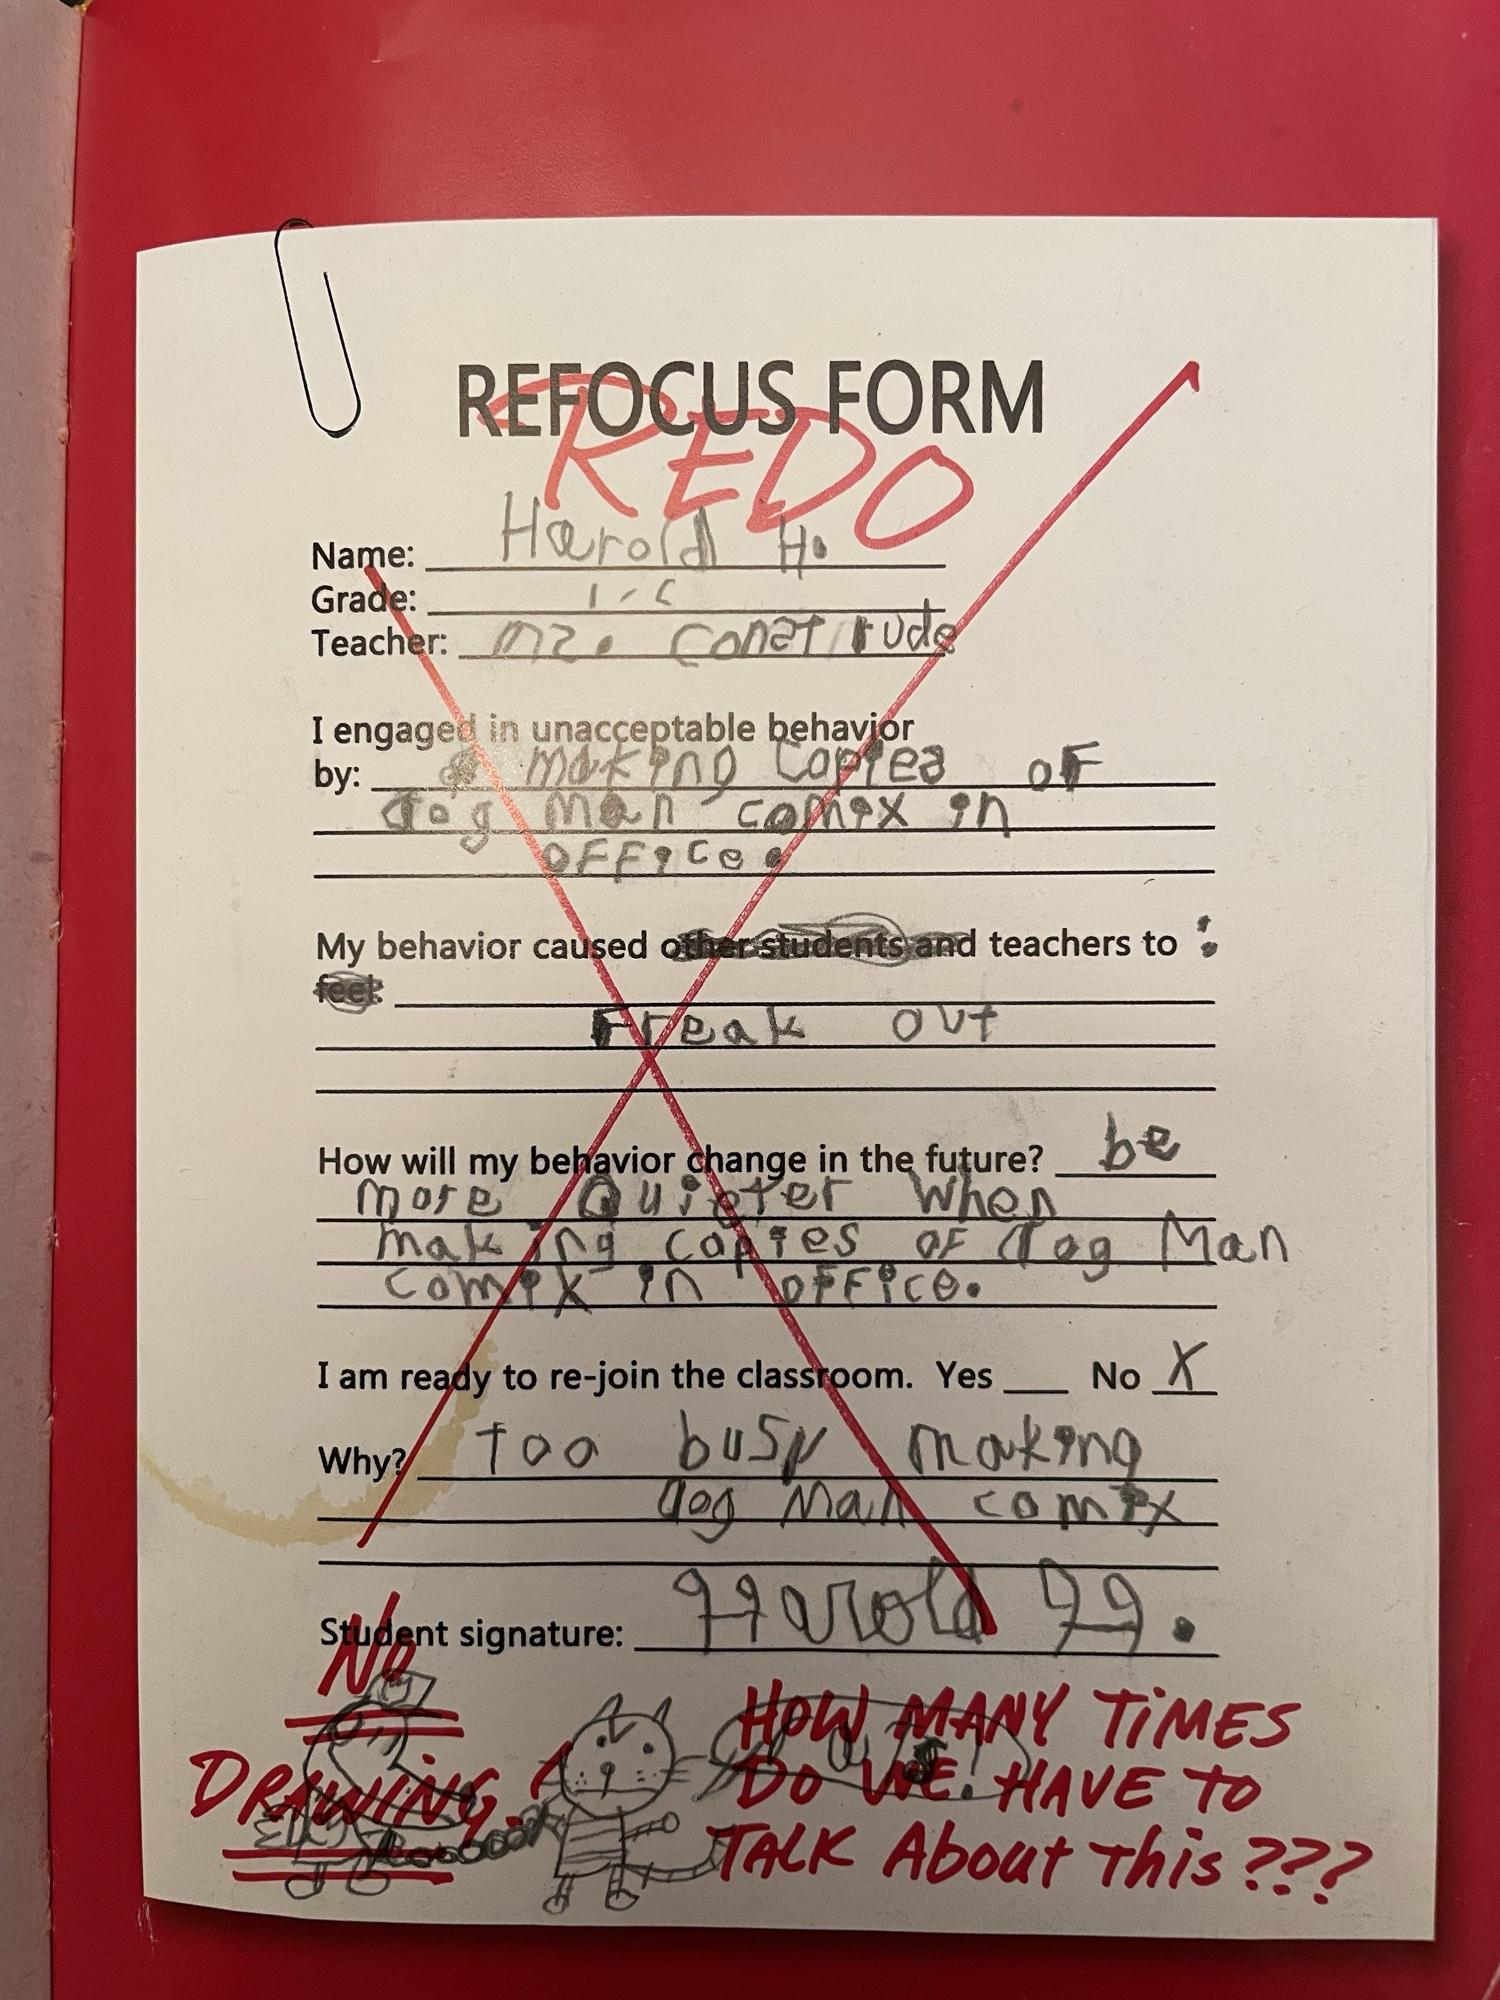 REFOCUS FORM
REDO
Name: Harold H.
Grade: 1-C
Teacher: mz. conztrude
I engaged in unacceptable behavior
by: making copies of
dog man comix in
office.
My behavior caused other students and teachers to :
feel:
Freak out
How will my behavior change in the future? be
more Quieter when
making copies of dog Man
comix in office.
I am ready to re-join the classroom. Yes ___ No X
Why? too busy making
dog Man comix
Student signature: Harold H.
NO
DRAWING!
HOW MANY TiMES
DO WE HAVE TO
TALK About This ???